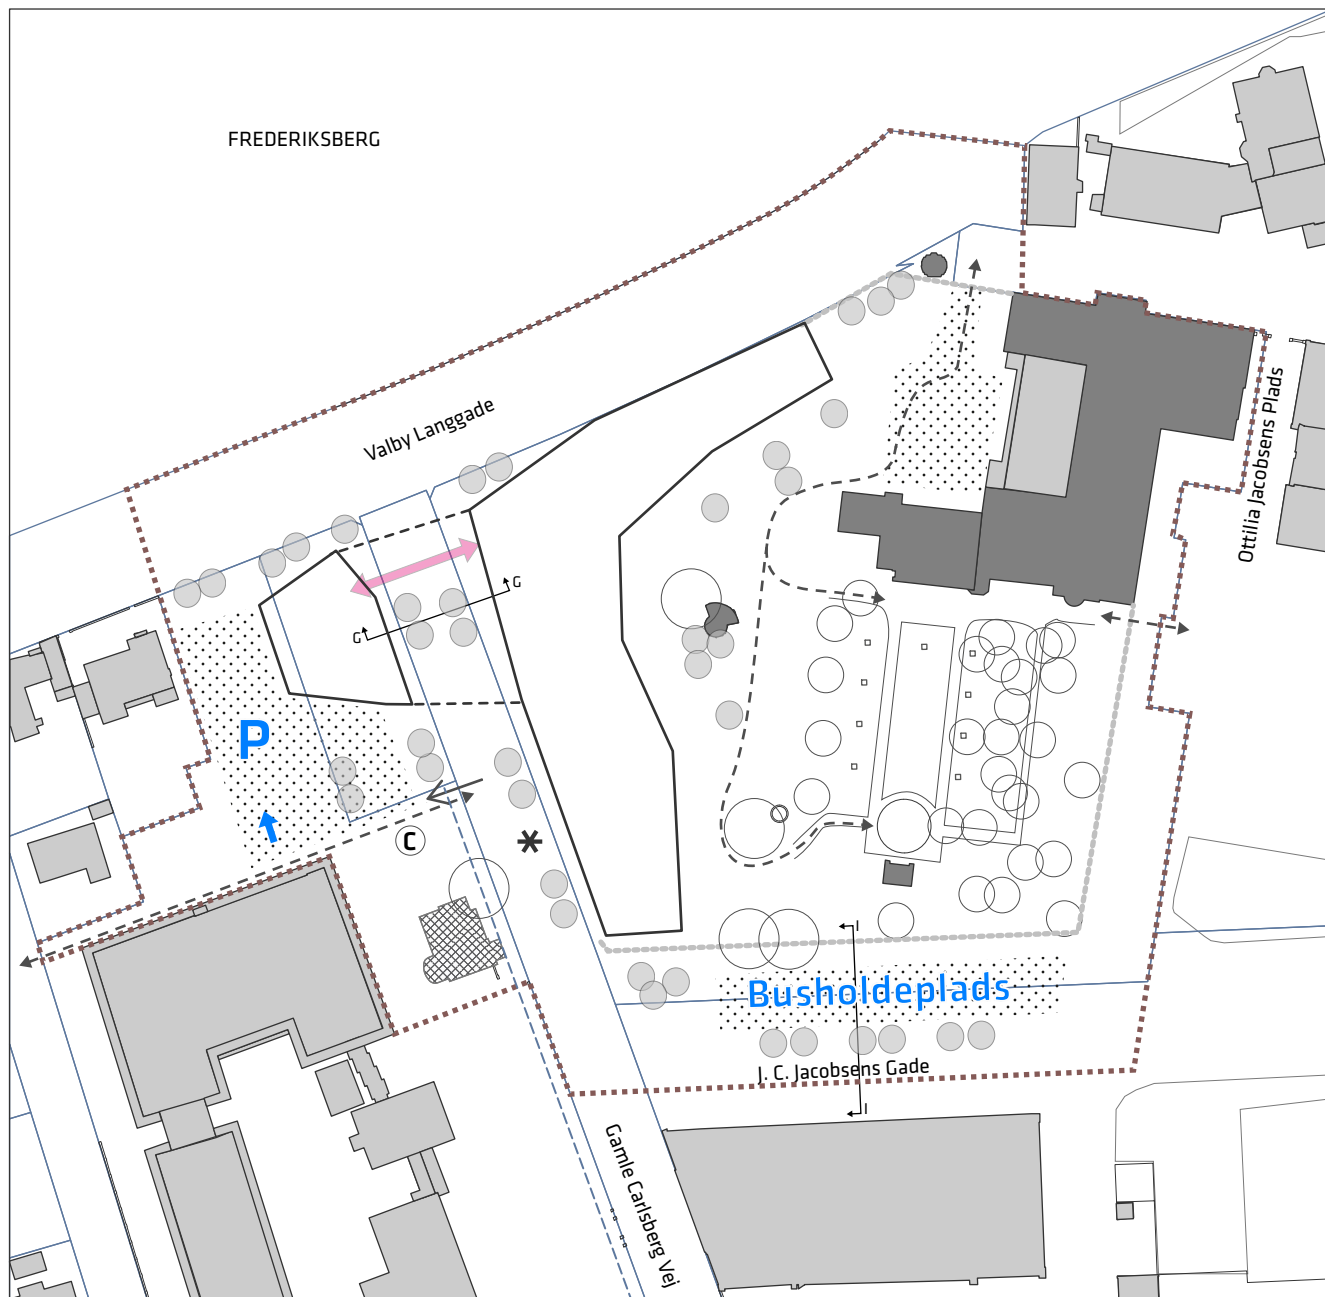 FREDERIKSBERG
Valby Langgade
Ottilia Jacobsens Plads
G
G
P
C
I
Busholdeplads
J. C. Jacobsens Gade
I
Gamle Carlsberg Vej